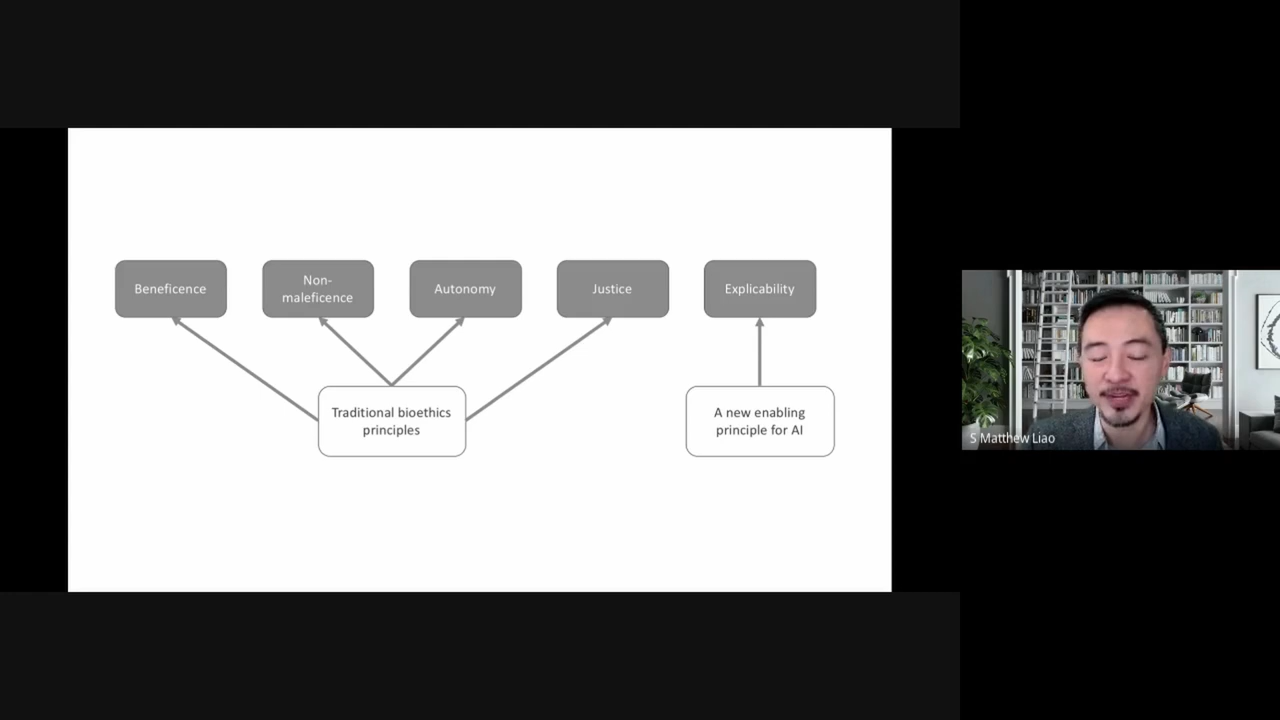 Beneficence
Non-
maleficence
Autonomy
Justice
Explicability
Traditional bioethics
principles
A new enabling
principle for AI
S Matthew Liao